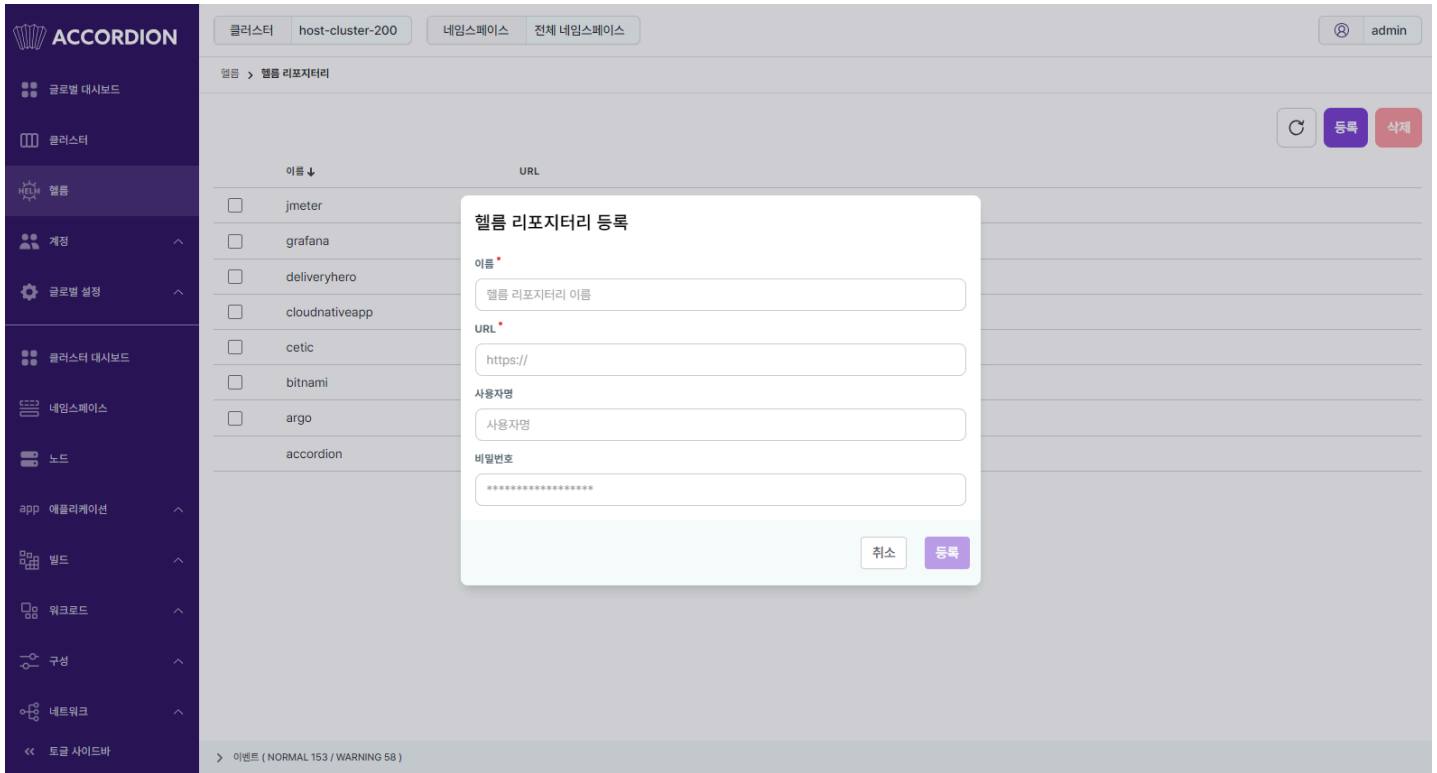 ACCORDION
클러스터 host-cluster-200 네임스페이스 전체 네임스페이스 admin
글로벌 대시보드
클러스터
HELM 헬름
계정
글로벌 설정
클러스터 대시보드
네임스페이스
노드
app 애플리케이션
빌드
워크로드
구성
네트워크
토글 사이드바
헬름 > 헬름 리포지터리
등록 삭제
이름 URL
jmeter
grafana
deliveryhero
cloudnativeapp
cetic
bitnami
argo
accordion
헬름 리포지터리 등록
이름*
헬름 리포지터리 이름
URL*
https://
사용자명
사용자명
비밀번호
******************
취소 등록
이벤트 ( NORMAL 153 / WARNING 58 )